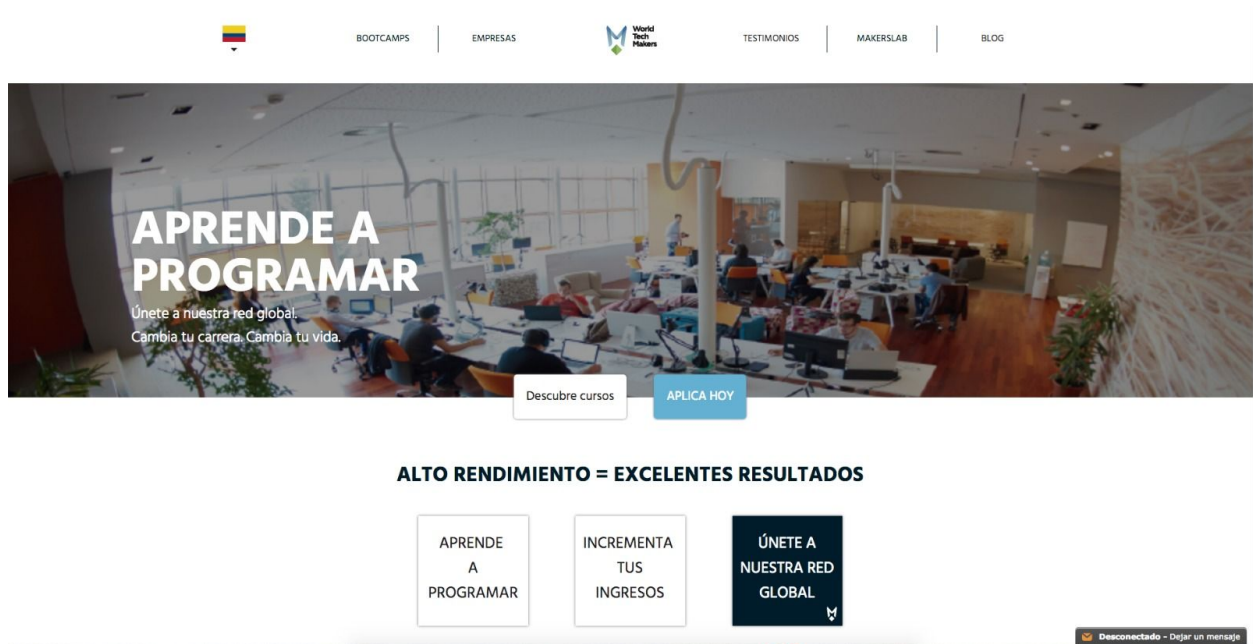 BOOTCAMPS
EMPRESAS
World
Tech
Makers
TESTIMONIOS
MAKERSLAB
BLOG
APRENDE A
PROGRAMAR
Únete a nuestra red global.
Cambia tu carrera. Cambia tu vida.
Descubre cursos
APLICA HOY
ALTO RENDIMIENTO = EXCELENTES RESULTADOS
APRENDE
A
PROGRAMAR
INCREMENTA
TUS
INGRESOS
ÚNETE A
NUESTRA RED
GLOBAL
Desconectado - Dejar un mensaje